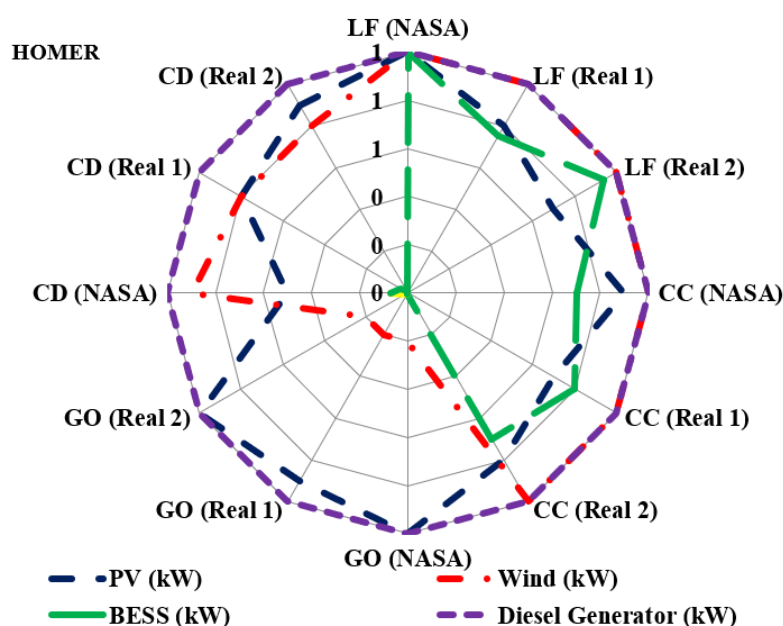 LF (NASA)
HOMER
1
CD (Real 2)
LF (Real 1)
1
CD (Real 1)
1
LF (Real 2)
0
0
CD (NASA)
0
CC (NASA)
GO (Real 2)
CC (Real 1)
GO (Real 1)
CC (Real 2)
GO (NASA)
PV (kW)
Wind (kW)
BESS (kW)
Diesel Generator (kW)